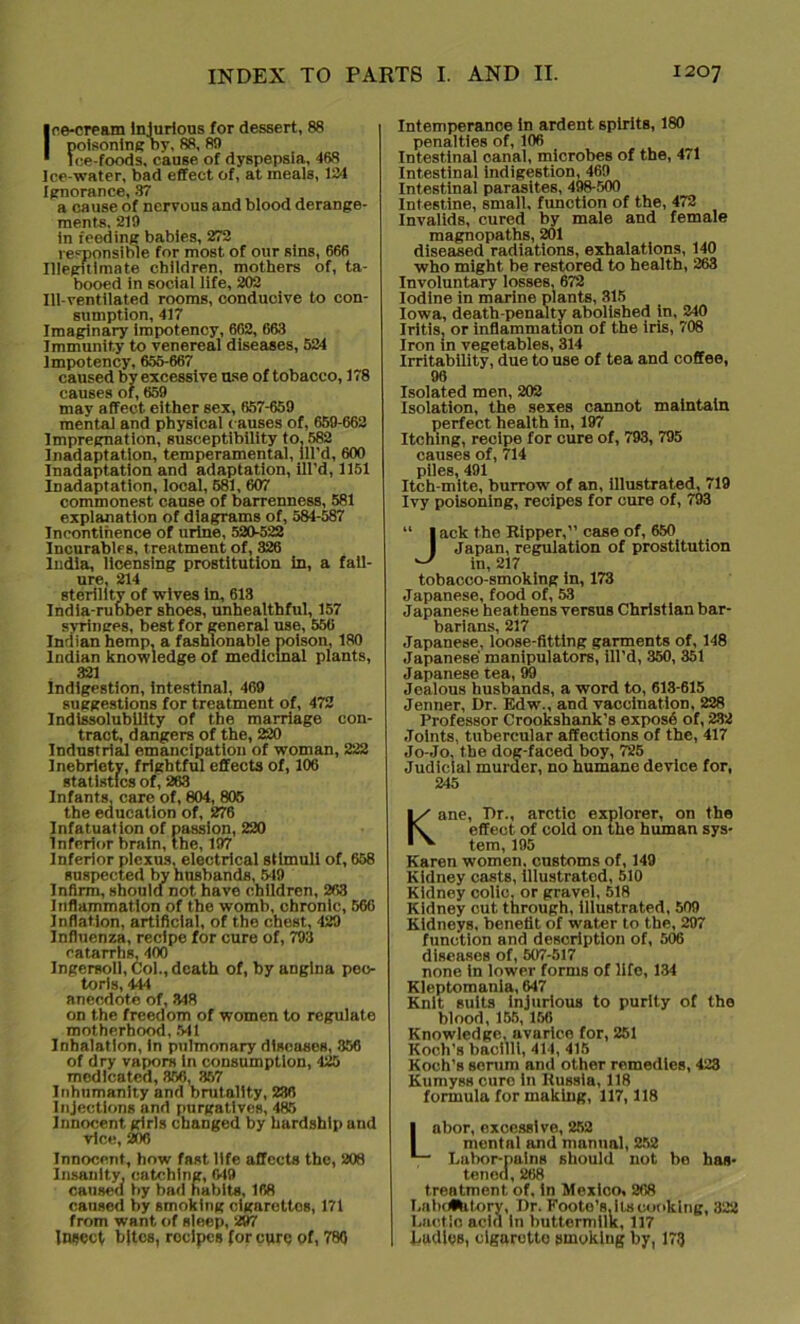 INDEX TO PARTS I. AND II.
1207
Ice-cream injurious for dessert, 88
poisoning by, 88, 89
Ice-foods, cause of dyspepsia, 468
Ice-water, bad effect of, at meals, 124
Ignorance, 37
a cause of nervous and blood derange-
ments, 219
in feeding babies, 272
responsible for most of our sins, 666
Illegitimate children, mothers of, ta-
booed in social life, 202
Ill-ventilated rooms, conducive to con-
sumption, 417
Imaginary impotency, 662, 663
Immunity to venereal diseases, 524
Impotency, 655-667
caused by excessive use of tobacco, 178
causes of, 659
may affect either sex, 657-659
mental and physical causes of, 659-662
Impregnation, susceptibility to, 582
Inadaptation, temperamental, ill'd, 600
Inadaptation and adaptation, ill'd, 1151
Inadaptation, local, 581, 607
commonest cause of barrenness, 581
explanation of diagrams of, 584-587
Incontinence of urine, 520-522
Incurables, treatment of, 326
India, licensing prostitution in, a fail-
ure, 214
sterility of wives in, 613
India-rubber shoes, unhealthful, 157
syringes, best for general use, 556
Indian hemp, a fashionable poison, 180
Indian knowledge of medicinal plants,
321
Indigestion, intestinal, 469
suggestions for treatment of, 472
Indissolubility of the marriage con-
tract, dangers of the, 220
Industrial emancipation of woman, 222
Inebriety, frightful effects of, 106
statistics of, 263
Infants, care of, 804, 805
the education of, 276
Infatuation of passion, 220
Inferior brain, the, 197
Inferior plexus, electrical stimuli of, 658
suspected by husbands, 549
Infirm, should not have children, 263
Inflammation of the womb, chronic, 566
Inflation, artificial, of the chest, 429
Influenza, recipe for cure of, 793
catarrhs, 400
Ingersoll, Col., death of, by angina pec-
toris, 444
anecdote of, 348
on the freedom of women to regulate
motherhood, 541
Inhalation, in pulmonary diseases, 356
of dry vapors in consumption, 425
medicated, 356, 357
Inhumanity and brutality, 236
Injections and purgatives, 485
Innocent girls changed by hardship and
vice, 206
Innocent, how fast life affects the, 208
Insanity, catching, 649
caused by bad habits, 168
caused by smoking cigarettes, 171
from want of sleep, 297
Insect bites, recipes for cure of, 780
Intemperance in ardent spirits, 180
penalties of, 106
Intestinal canal, microbes of the, 471
Intestinal indigestion, 469
Intestinal parasites, 498-500
Intestine, small, function of the, 472
Invalids, cured by male and female
magnopaths, 201
diseased radiations, exhalations, 140
who might be restored to health, 263
Involuntary losses, 672
Iodine in marine plants, 315
Iowa, death-penalty abolished in, 240
Iritis, or inflammation of the iris, 708
Iron in vegetables, 314
Irritability, due to use of tea and coffee,
96
Isolated men, 202
Isolation, the sexes cannot maintain
perfect health in, 197
Itching, recipe for cure of, 793, 795
causes of, 714
piles, 491
Itch-mite, burrow of an, illustrated, 719
Ivy poisoning, recipes for cure of, 793
"Jack the Ripper," case of, 650
Japan, regulation of prostitution
in, 217
tobacco-smoking in, 173
Japanese, food of, 53
Japanese heathens versus Christian bar-
barians, 217
Japanese, loose-fitting garments of, 148
Japanese manipulators, ill'd, 350, 351
Japanese tea, 99
Jealous husbands, a word to, 613-615
Jenner, Dr. Edw., and vaccination, 228
Professor Crookshank's exposé of, 232
Joints, tubercular affections of the, 417
Jo-Jo, the dog-faced boy, 725
Judicial murder, no humane device for,
245
Kane, Dr., arctic explorer, on the
effect of cold on the human sys-
tem, 195
Karen women, customs of, 149
Kidney casts, illustrated, 510
Kidney colic, or gravel, 518
Kidney cut through, illustrated, 509
Kidneys, benefit of water to the, 297
function and description of, 506
diseases of, 507-517
none in lower forms of life, 134
Kleptomania, 647
Knit suits injurious to purity of the
blood, 155, 156
Knowledge, avarice for, 251
Koch's bacilli, 414, 415
Koch's serum and other remedies, 423
Kumyss cure in Russia, 118
formula for making, 117, 118
Labor, excessive, 252
mental and manual, 252
Labor-pains should not be has-
tened, 268
treatment of, in Mexico, 268
Laboratory, Dr. Foote's, its cooking, 322
Lactic acid in buttermilk, 117
Ladies, cigarette smoking by, 173